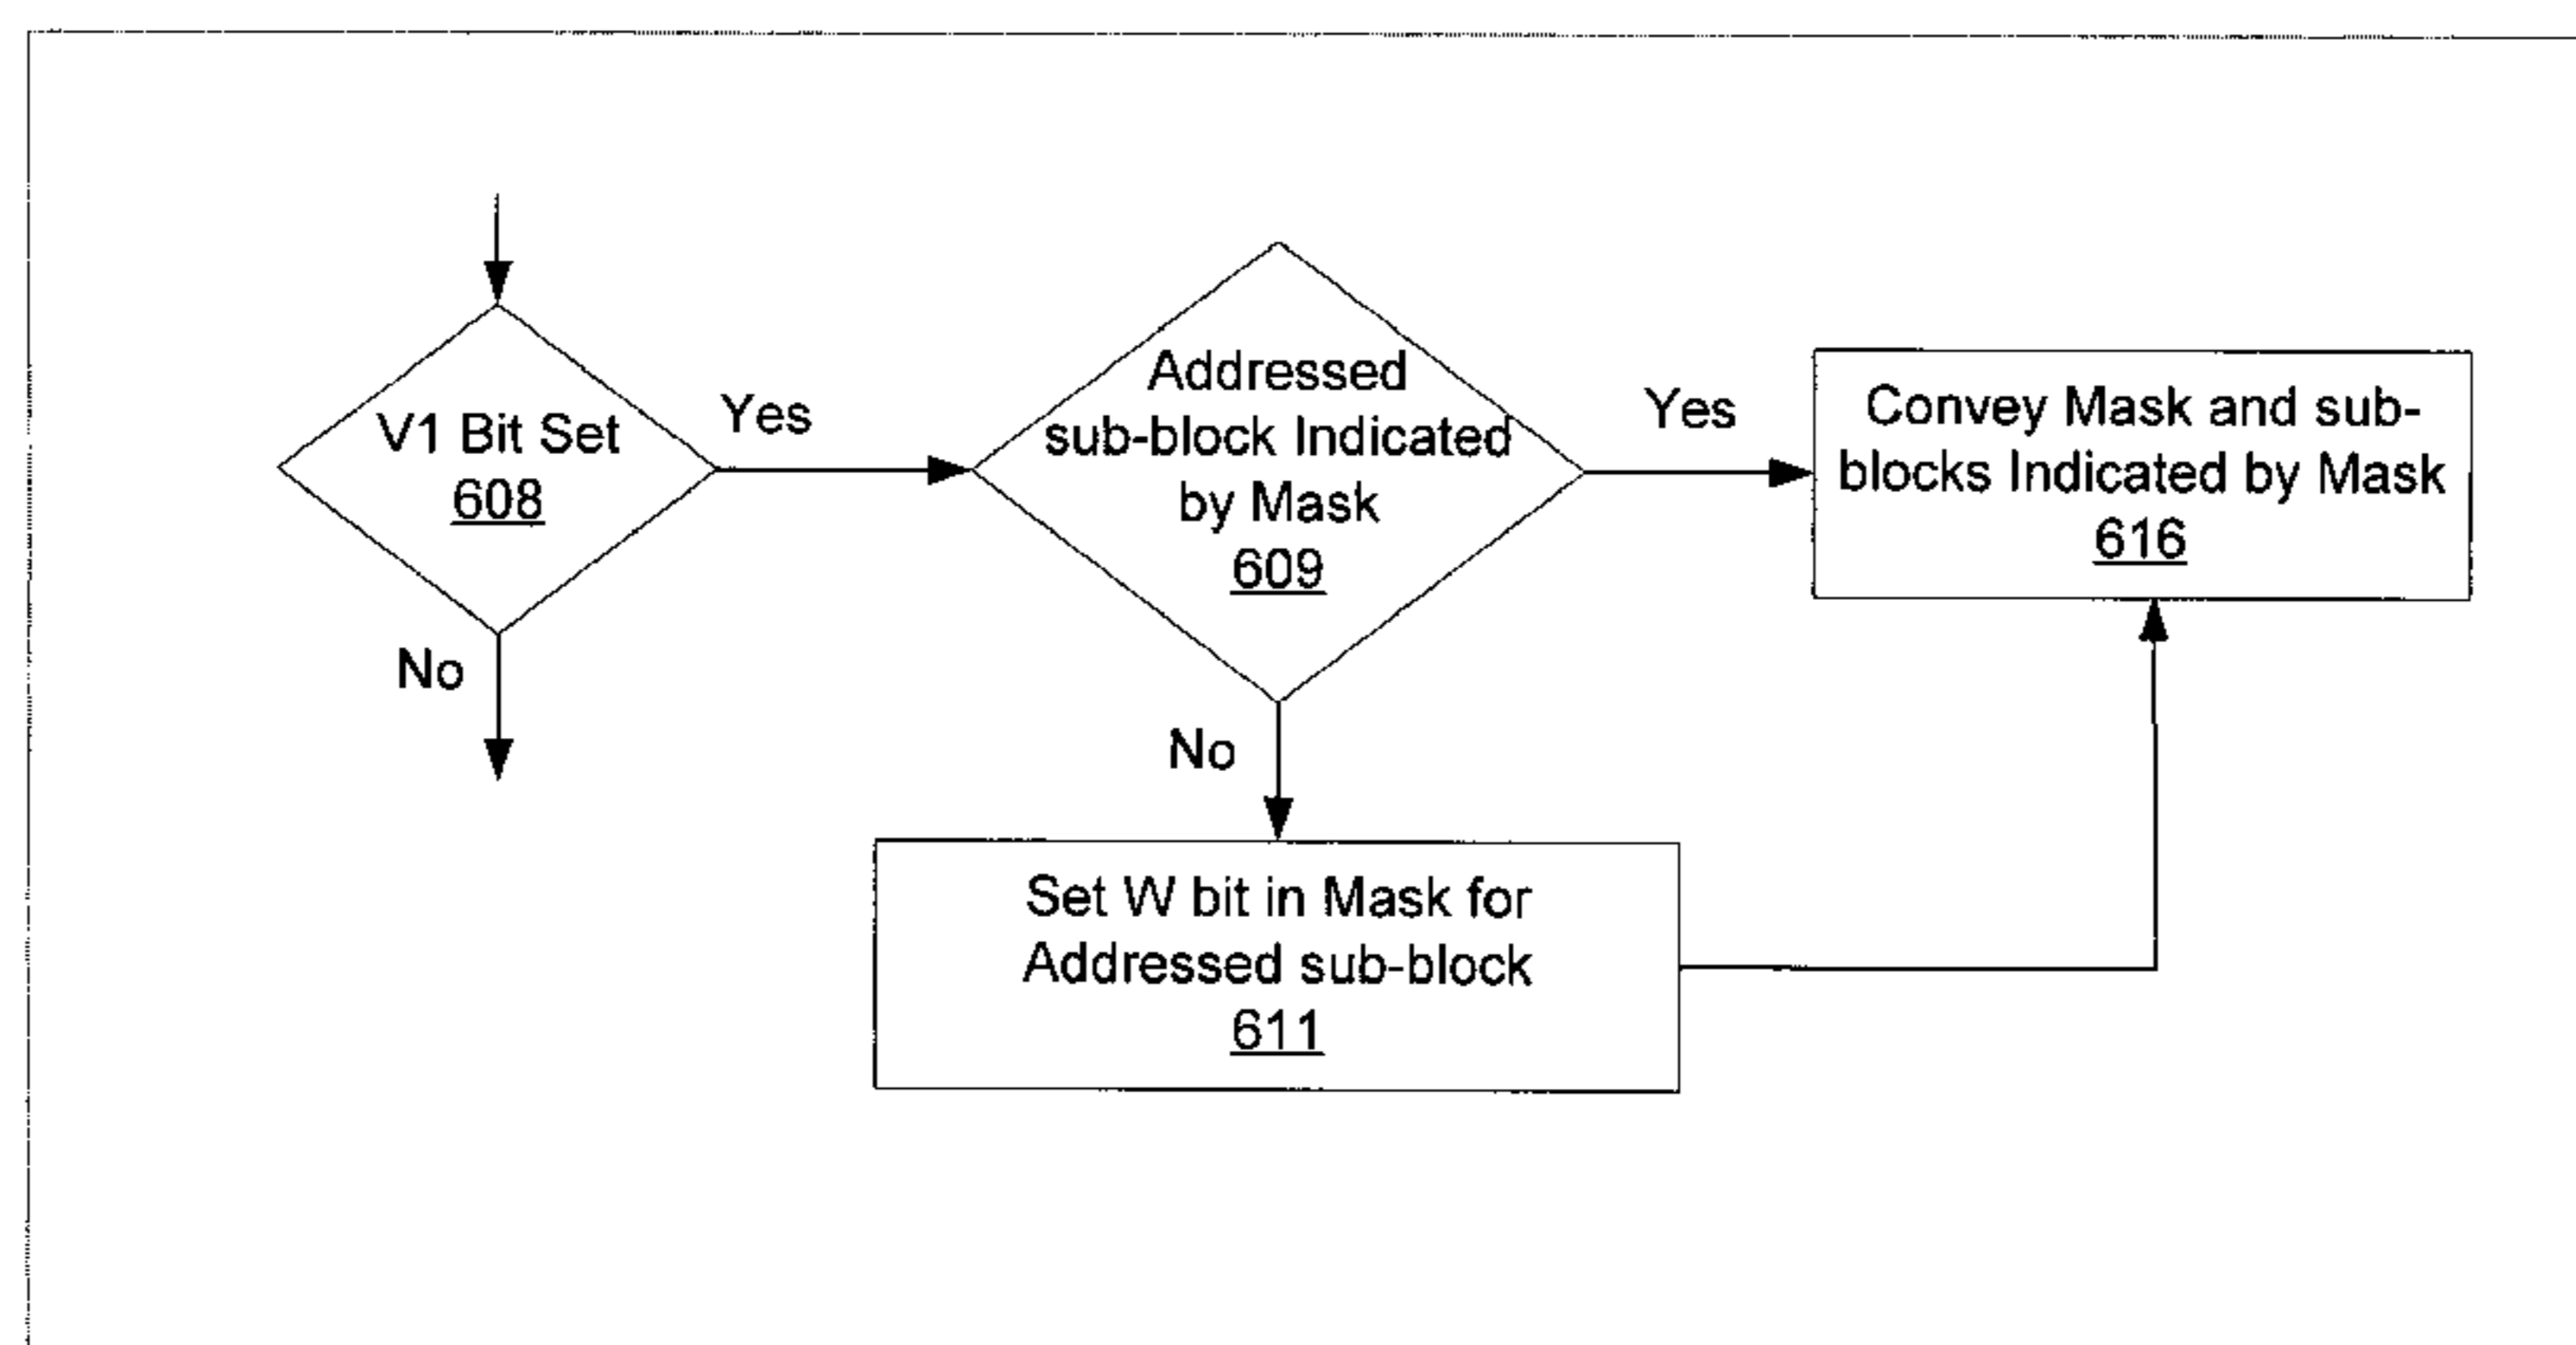 V1 Bit Set
608
Yes
No
Addressed
sub-block Indicated
by Mask
609
Yes
No
Convey Mask and sub-
blocks Indicated by Mask
616
Set W bit in Mask for
Addressed sub-block
611